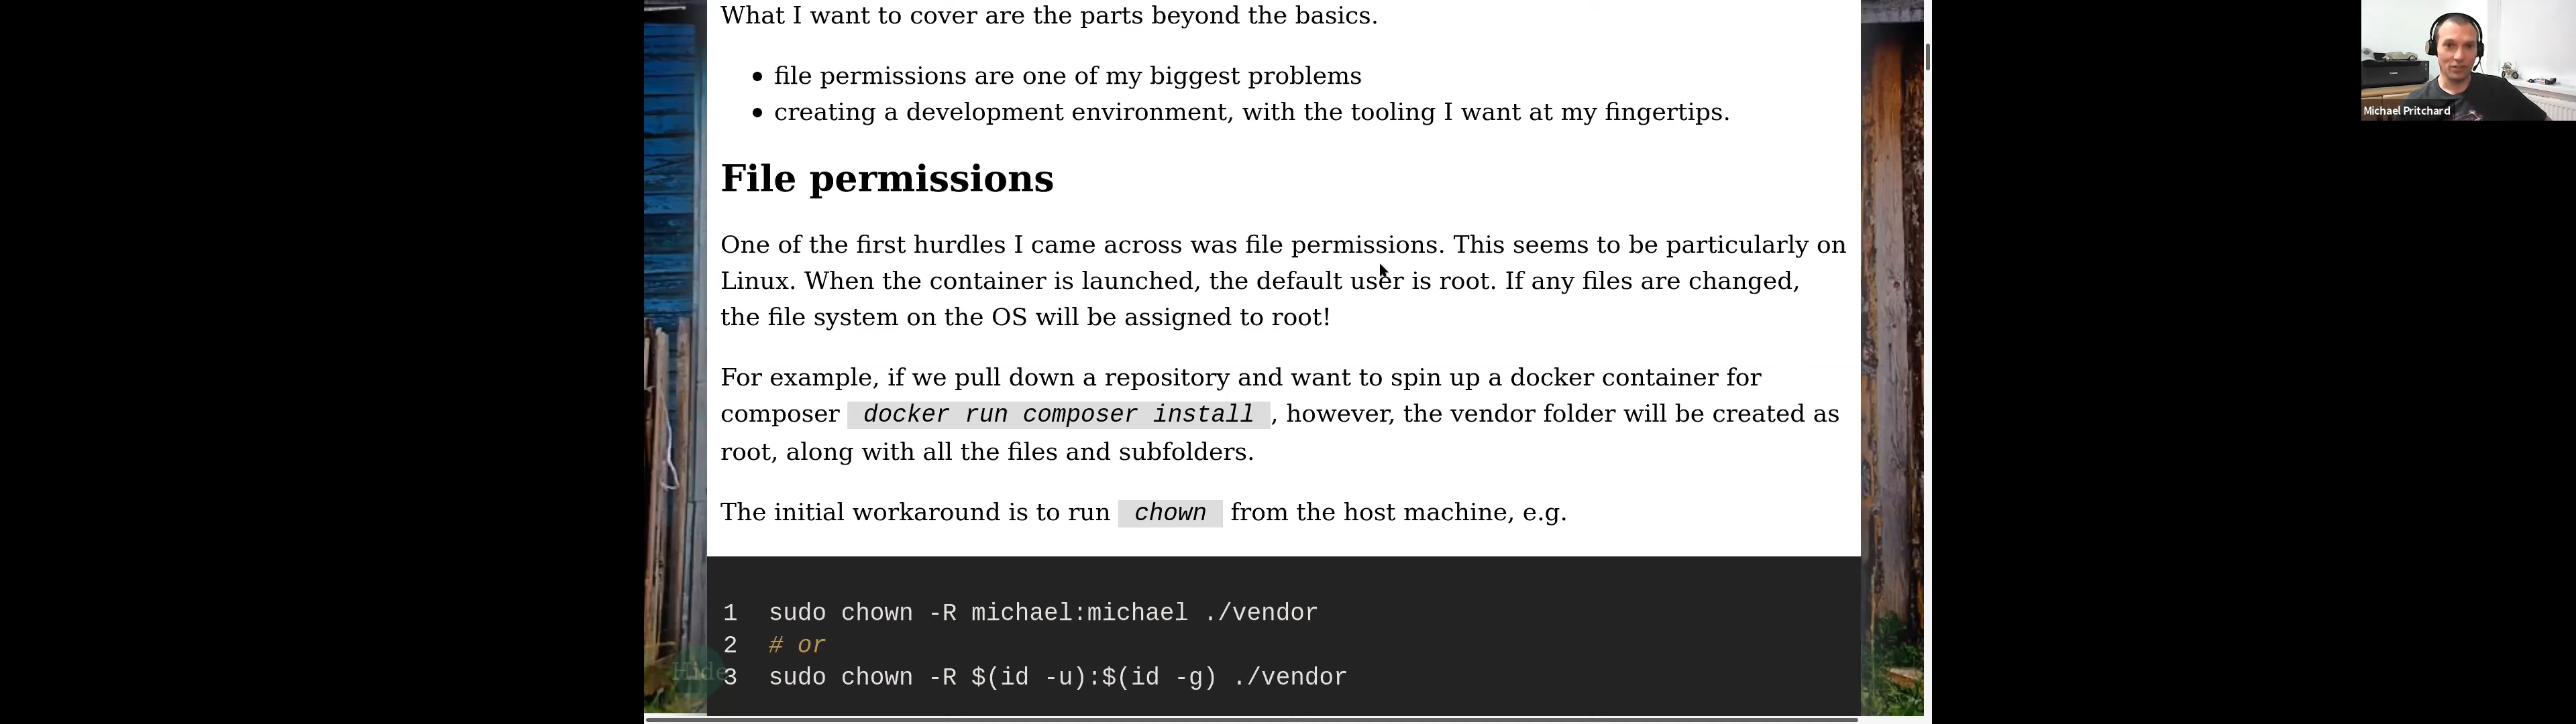 What I want to cover are the parts beyond the basics.
• file permissions are one of my biggest problems
• creating a development environment, with the tooling I want at my fingertips.
File permissions
One of the first hurdles I came across was file permissions. This seems to be particularly on
Linux. When the container is launched, the default user is root. If any files are changed,
the file system on the OS will be assigned to root!
For example, if we pull down a repository and want to spin up a docker container for
composer docker run composer install , however, the vendor folder will be created as
root, along with all the files and subfolders.
The initial workaround is to run chown from the host machine, e.g.
1 sudo chown -R michael:michael ./vendor
2 # or
3 sudo chown -R $(id -u):$(id -g) ./vendor
Hide
Michael Pritchard